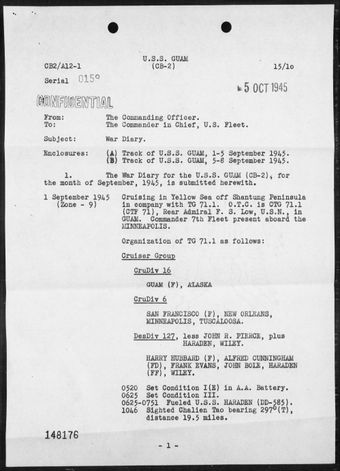 U.S.S. GUAM
CB2/A12-1 (CB-2) 15/lo
Serial 0159
5 OCT 1945
CONFIDENTIAL
From: The Commanding Officer.
To: The Commander in Chief, U.S. Fleet.
Subject: War Diary.
Enclosures: (A) Track of U.S.S. GUAM, 1-5 September 1945.
(B) Track of U.S.S. GUAM, 5-8 September 1945.
1. The War Diary for the U.S.S. GUAM (CB-2), for
the month of September, 1945, is submitted herewith.
1 September 1945 Cruising in Yellow Sea off Shantung Peninsula
(Zone - 9) in company with TG 71.1. O.T.C. is CTG 71.1
(CTF 71), Rear Admiral F. S. Low, U.S.N., in
GUAM. Commander 7th Fleet present aboard the
MINNEAPOLIS.
Organization of TG 71.1 as follows:
Cruiser Group
CruDiv 16
GUAM (F), ALASKA
CruDiv 6
SAN FRANCISCO (F), NEW ORLEANS,
MINNEAPOLIS, TUSCALOOSA.
DesDiv 127, less JOHN R. PIERCE, plus
HARADEN, WILEY.
HARRY HUBBARD (F), ALFRED CUNNINGHAM
(FD), FRANK EVANS, JOHN BOLE, HARADEN
(FF), WILEY.
0520 Set Condition I(E) in A.A. Battery.
0625 Set Condition III.
0625-0751 Fueled U.S.S. HARADEN (DD-585).
1046 Sighted Chalien Tao bearing 297°(T),
distance 19.5 miles.
148176
- 1 -